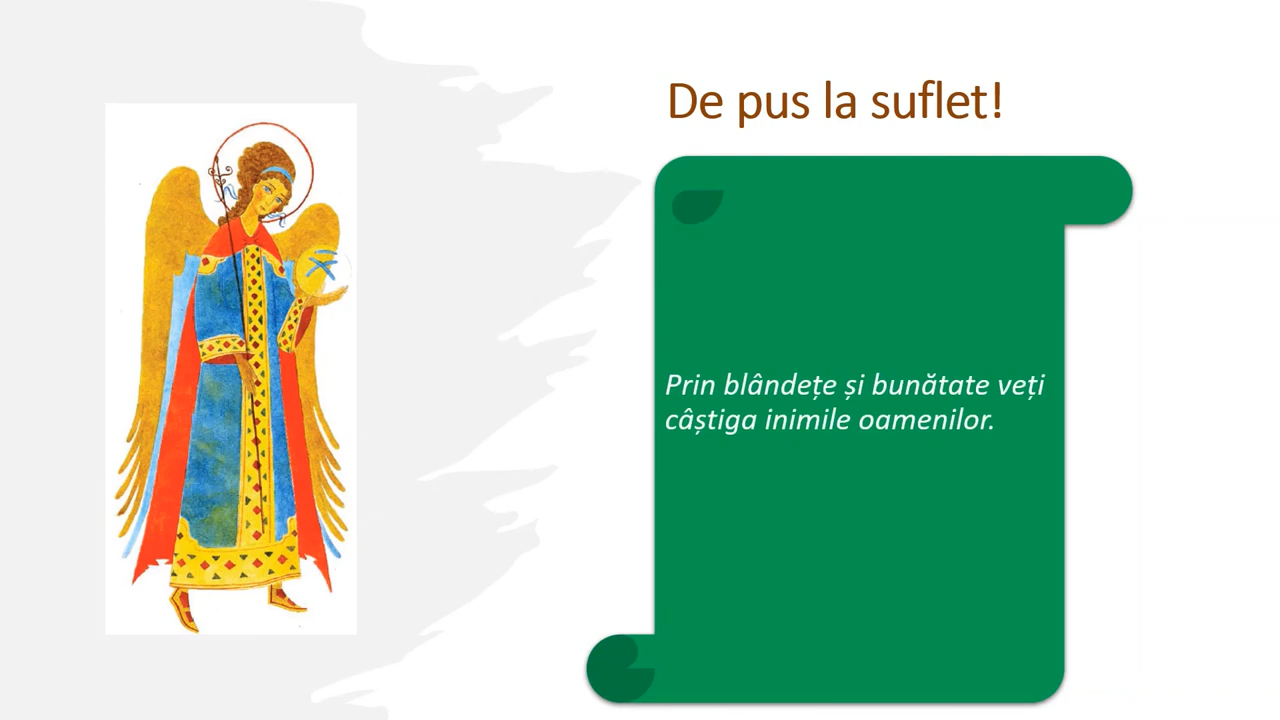 De pus la suflet!
Prin blândețe și bunătate veți
câștiga inimile oamenilor.